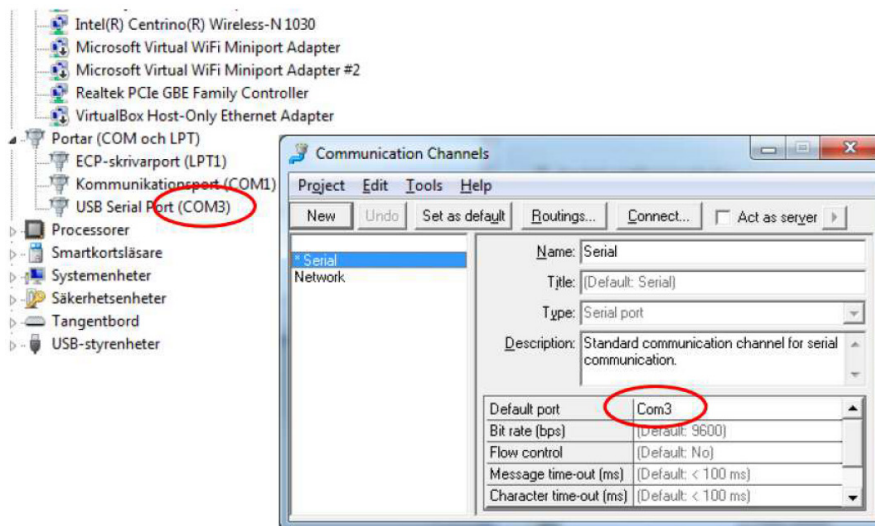 Intel(R) Centrino(R) Wireless-N 1030
Microsoft Virtual WiFi Miniport Adapter
Microsoft Virtual WiFi Miniport Adapter #2
Realtek PCIe GBE Family Controller
VirtualBox Host-Only Ethernet Adapter
Portar (COM och LPT)
ECP-skrivarport (LPT1)
Kommunikationsport (COM1)
USB Serial Port (COM3)
Processorer
Smartkortsläsare
Systemenheter
Säkerhetsenheter
Tangentbord
USB-styrenheter
Communication Channels
Project Edit Tools Help
New Undo Set as default Routings... Connect... Act as server
* Serial
Network
Name: Serial
Title: (Default: Serial)
Type: Serial port
Description: Standard communication channel for serial
communication.
Default port Com3
Bit rate (bps) (Default: 9600)
Flow control (Default: No)
Message time-out (ms) (Default: < 100 ms)
Character time-out (ms) (Default: < 100 ms)